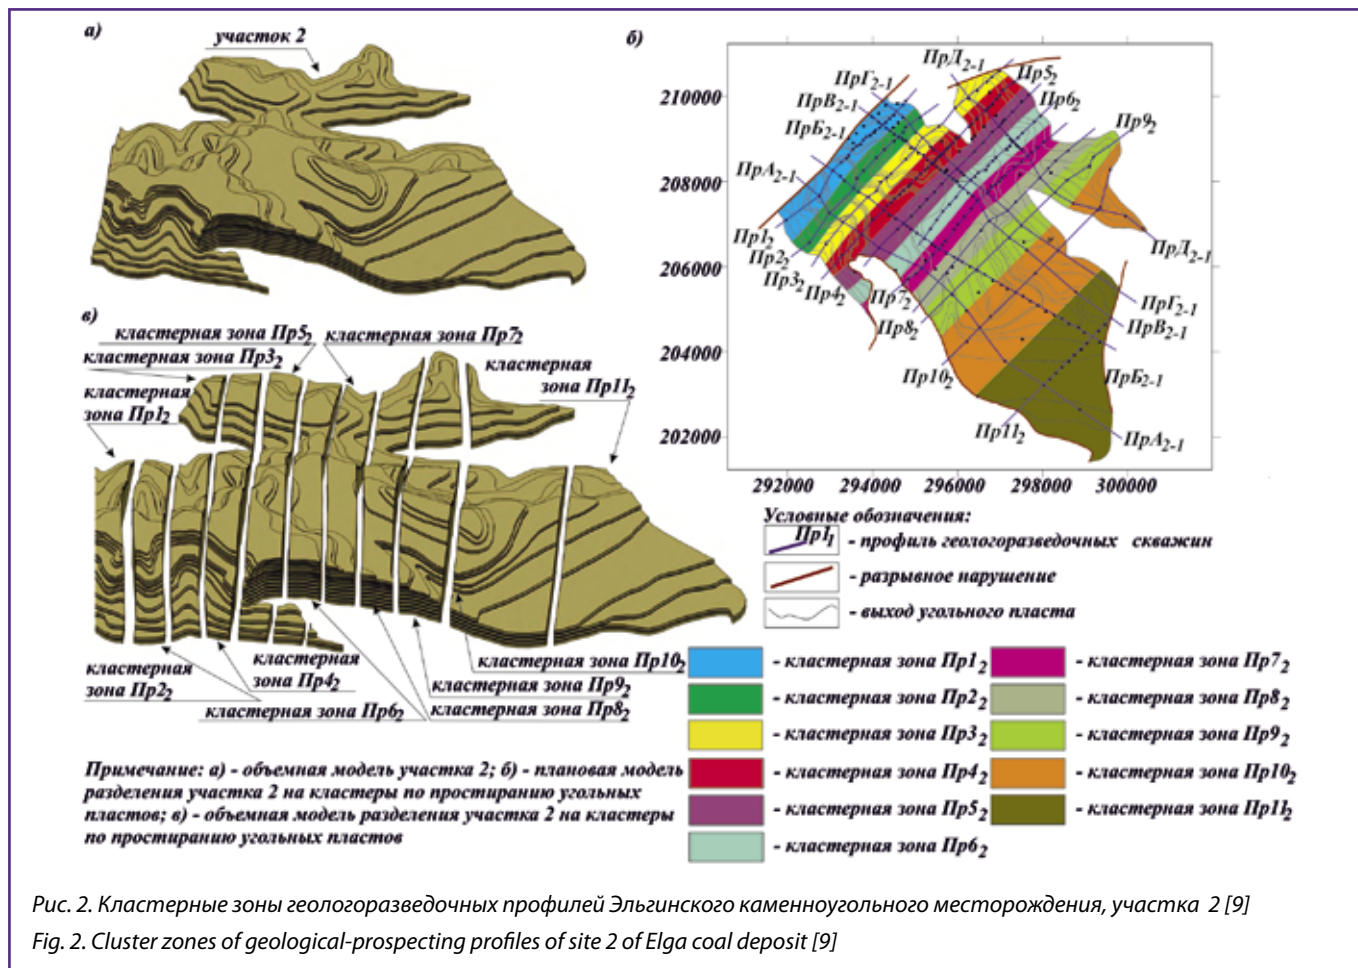 а)
участок 2
б)
ПрД2-1
Пр52
ПрГ2-1
Пр62
210000
ПрВ2-1
Пр92
ПрБ2-1
ПрА2-1
208000
Пр12
ПрД2-1
Пр22
206000
Пр32
Пр42
Пр72
ПрГ2-1
Пр82
ПрВ2-1
204000
Пр102
ПрБ2-1
Пр112
ПрА2-1
202000
292000 294000 296000 298000 300000
в)
кластерная зона Пр52
кластерная зона Пр72
кластерная зона Пр32
кластерная
зона Пр112
кластерная
зона Пр12
кластерная зона Пр102
кластерная
зона Пр22
кластерная
зона Пр42
кластерная зона Пр92
кластерная зона Пр62
кластерная зона Пр82
Условные обозначения:
Пр11 - профиль геологоразведочных скважин
- разрывное нарушение
- выход угольного пласта
- кластерная зона Пр12
- кластерная зона Пр22
- кластерная зона Пр32
- кластерная зона Пр42
- кластерная зона Пр52
- кластерная зона Пр62
- кластерная зона Пр72
- кластерная зона Пр82
- кластерная зона Пр92
- кластерная зона Пр102
- кластерная зона Пр112
Примечание: а) - объемная модель участка 2; б) - плановая модель
разделения участка 2 на кластеры по простиранию угольных
пластов; в) - объемная модель разделения участка 2 на кластеры
по простиранию угольных пластов
Рис. 2. Кластерные зоны геологоразведочных профилей Эльгинского каменноугольного месторождения, участка 2 [9]
Fig. 2. Cluster zones of geological-prospecting profiles of site 2 of Elga coal deposit [9]